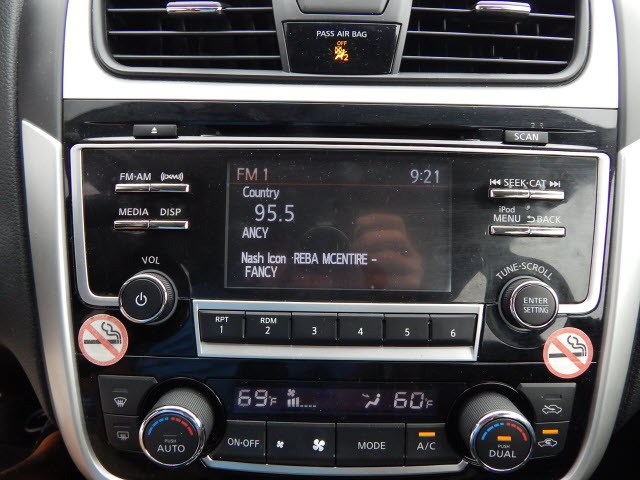 PASS AIR BAG
OFF
2
SCAN
FM·AM
MEDIA DISP
FM 1 9:21
Country
95.5
ANCY
Nash Icon REBA MCENTIRE -
FANCY
SEEK·CAT
iPod
MENU BACK
VOL
TUNE·SCROLL
ENTER
SETTING
RPT RDM
1 2 3 4 5 6
69°F 60°F
PUSH
AUTO
ON·OFF
MODE
A/C
PUSH
DUAL